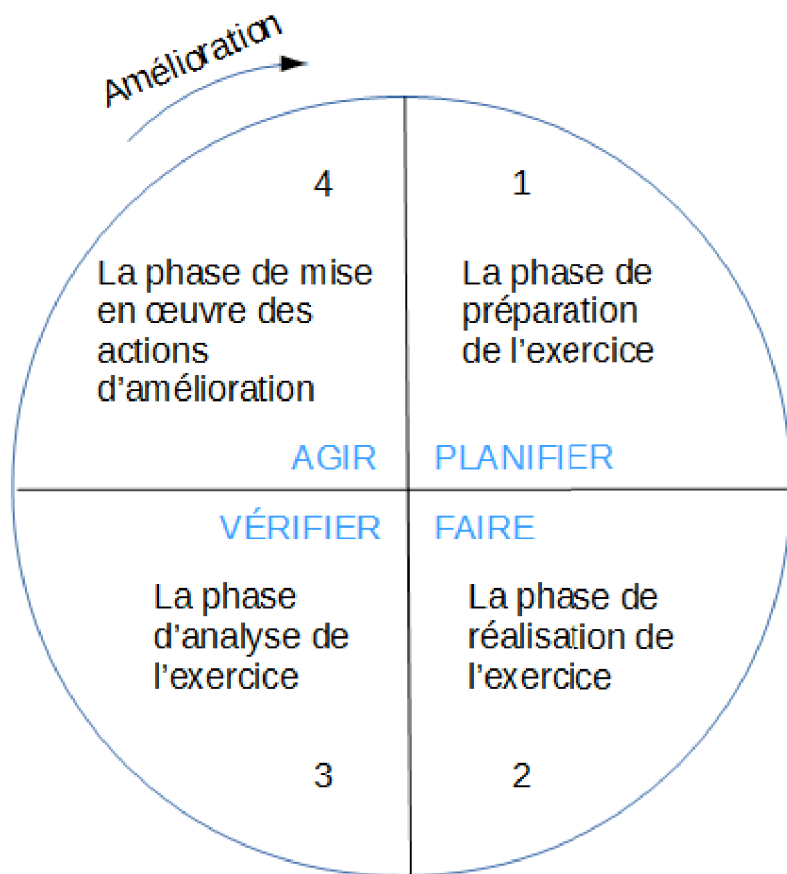 Amélioration
4
La phase de mise
en œuvre des
actions
d’amélioration
AGIR
1
La phase de
préparation
de l’exercice
PLANIFIER
VÉRIFIER
La phase
d’analyse de
l’exercice
3
FAIRE
La phase de
réalisation de
l’exercice
2